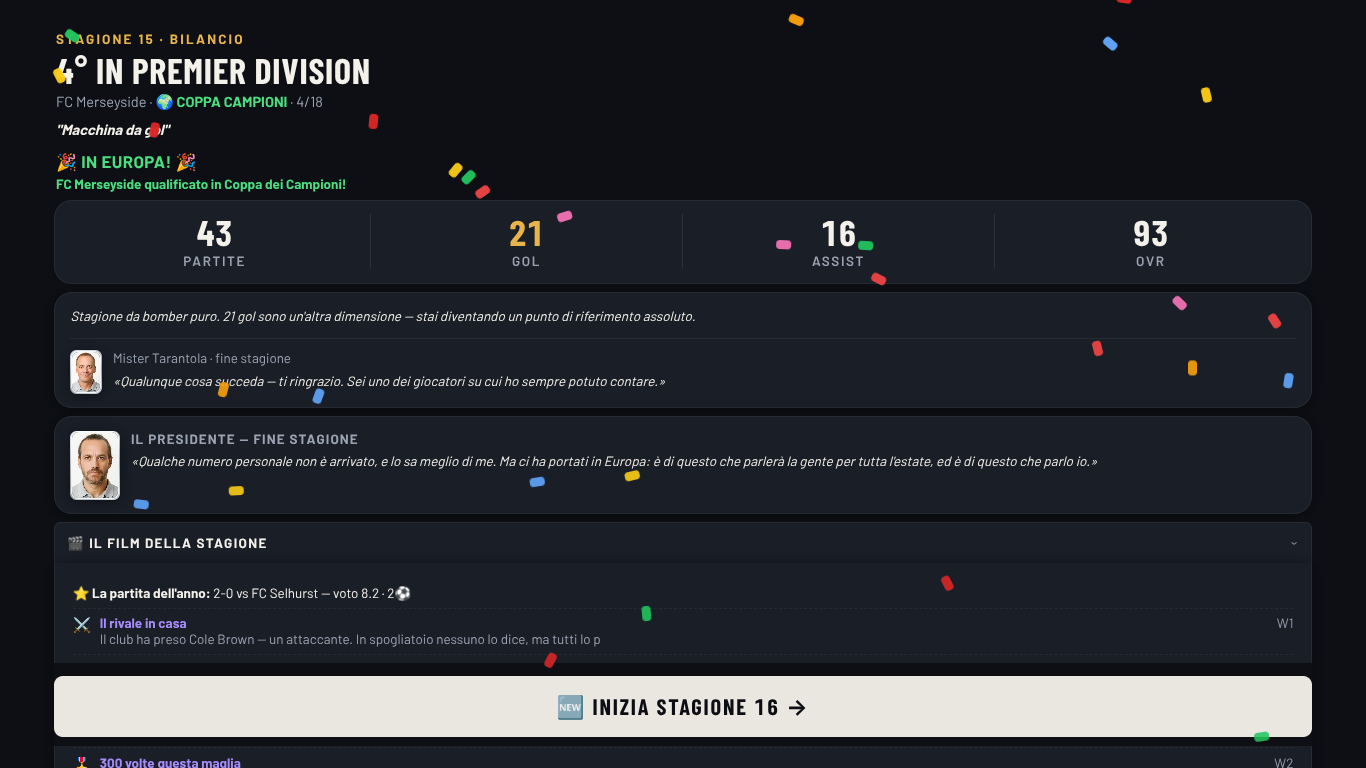 STAGIONE 15 · BILANCIO
4° IN PREMIER DIVISION
FC Merseyside · 🌍 COPPA CAMPIONI · 4/18
"Macchina da gol"
🎉 IN EUROPA! 🎉
FC Merseyside qualificato in Coppa dei Campioni!
43 21 16 93
PARTITE GOL ASSIST OVR
Stagione da bomber puro. 21 gol sono un'altra dimensione — stai diventando un punto di riferimento assoluto.
Mister Tarantola · fine stagione
«Qualunque cosa succeda — ti ringrazio. Sei uno dei giocatori su cui ho sempre potuto contare.»
IL PRESIDENTE — FINE STAGIONE
«Qualche numero personale non è arrivato, e lo sa meglio di me. Ma ci ha portati in Europa: è di questo che parlerà la gente per tutta l'estate, ed è di questo che parlo io.»
🎬 IL FILM DELLA STAGIONE
⭐ La partita dell'anno: 2-0 vs FC Selhurst — voto 8.2 · 2⚽
⚔️ Il rivale in casa W1
Il club ha preso Cole Brown — un attaccante. In spogliatoio nessuno lo dice, ma tutti lo p
🆕 INIZIA STAGIONE 16 →
🎖️ 300 volte questa maglia W2